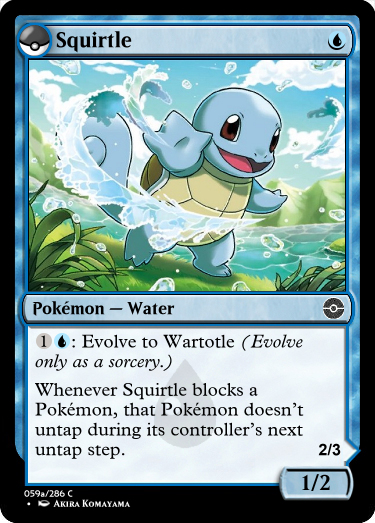 Squirtle
Pokémon — Water
1: Evolve to Wartotle (Evolve
only as a sorcery.)
Whenever Squirtle blocks a
Pokémon, that Pokémon doesn't
untap during its controller's next
untap step.
2/3
1/2
059a/286 C
• Akira Komayama